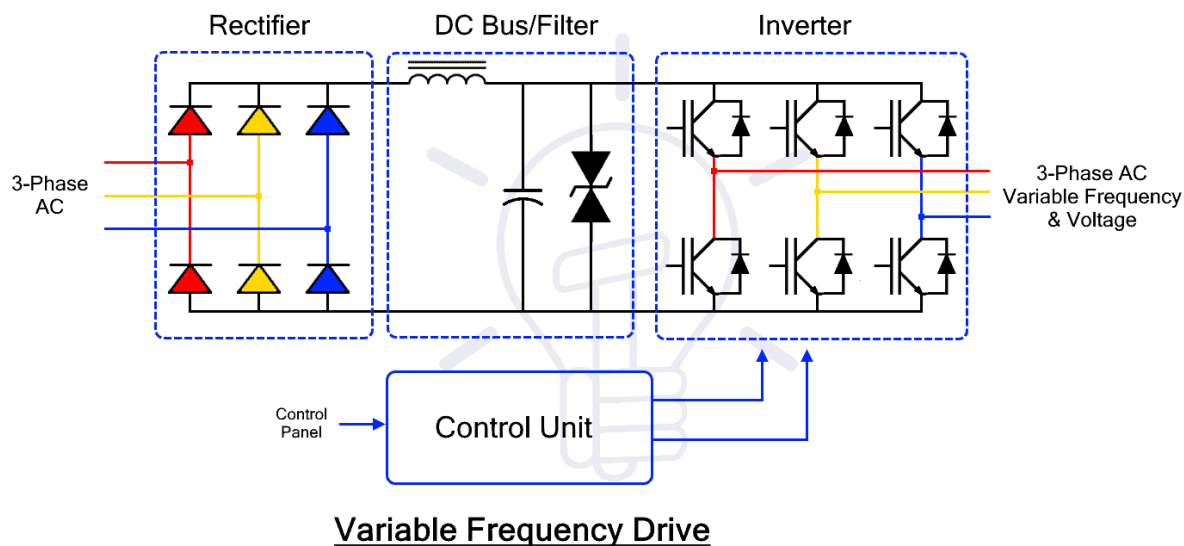 Rectifier
DC Bus/Filter
Inverter
3-Phase
AC
3-Phase AC
Variable Frequency
& Voltage
Control
Panel
Control Unit
Variable Frequency Drive